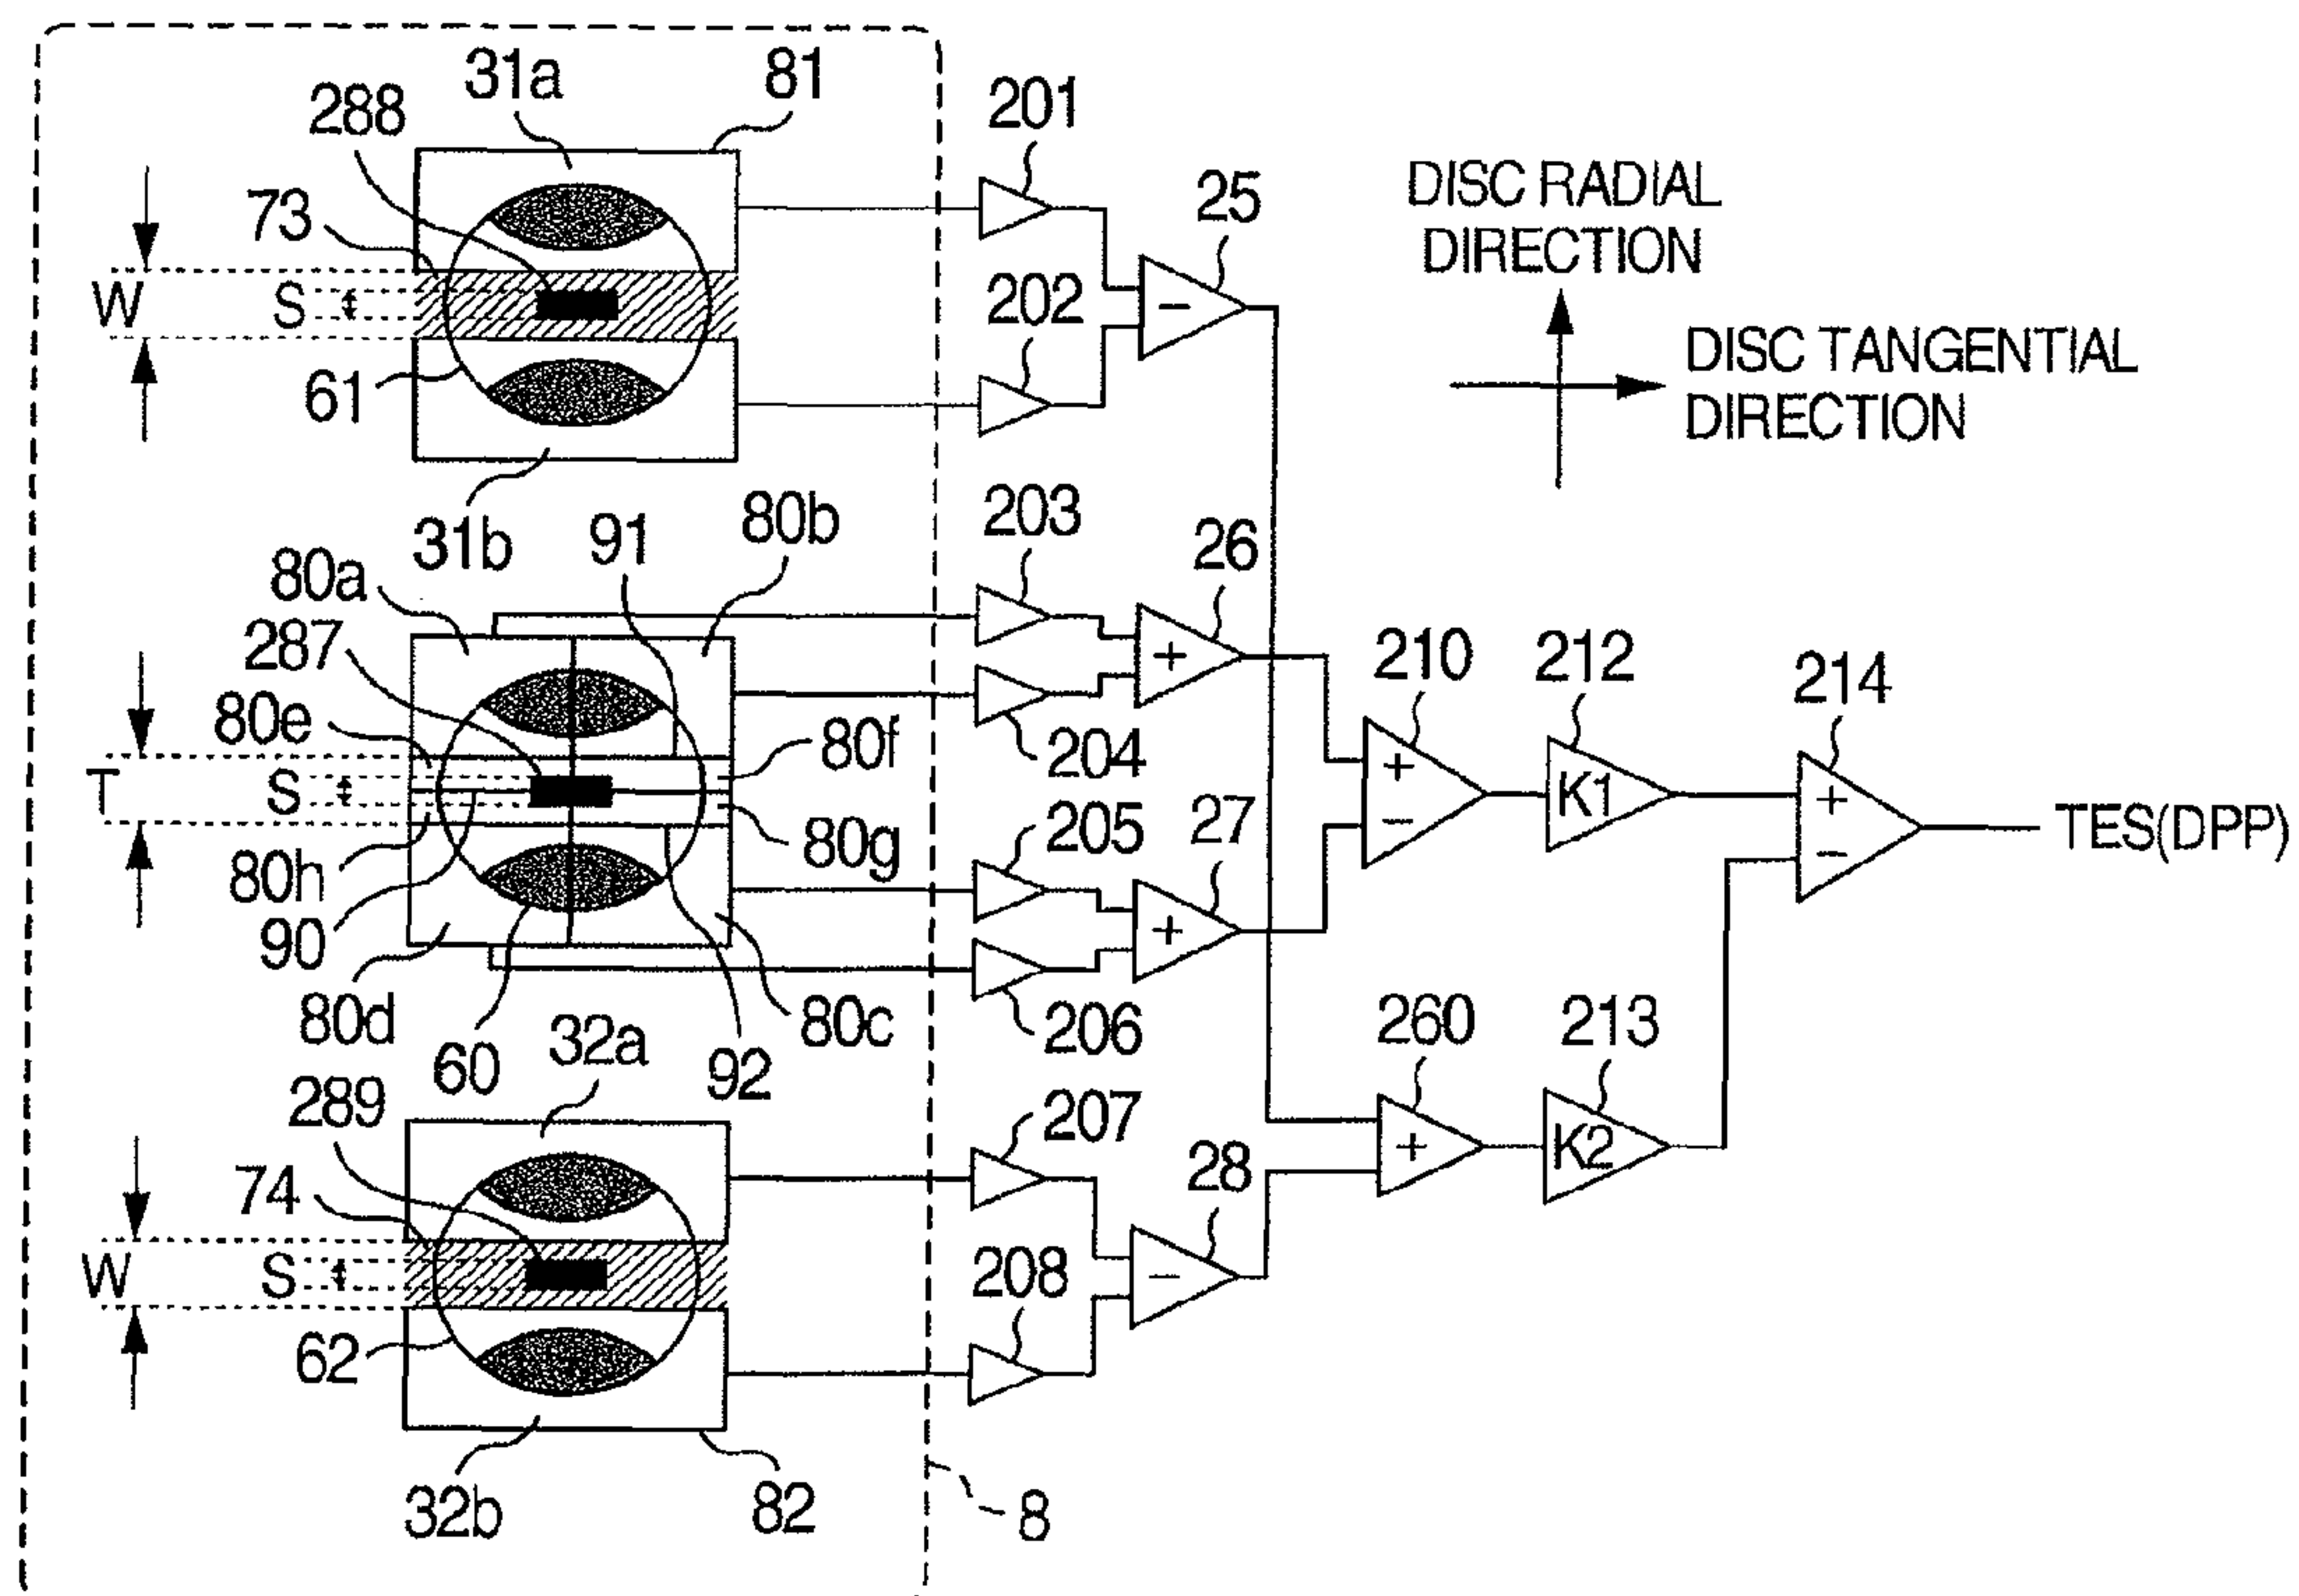 31a
81
288
201
25
73
W
S
202
61
DISC RADIAL
DIRECTION
DISC TANGENTIAL
DIRECTION
−
31b
91
80b
203
26
80a
287
210
212
214
80e
80f
204
+
T
S
205
27
+
−
K1
+
−
TES(DPP)
80h
80g
90
+
80d
60
32a
92
80c
206
260
213
289
207
28
74
+
K2
W
S
208
−
62
32b
82
8